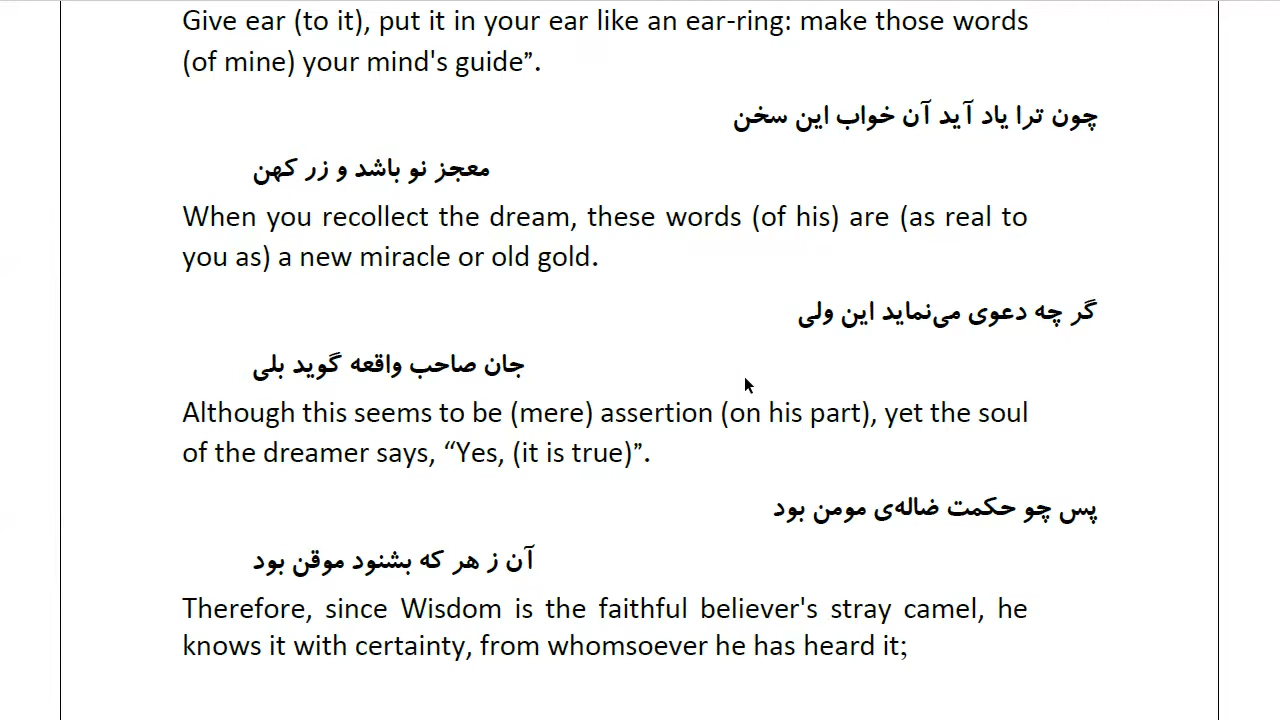 Give ear (to it), put it in your ear like an ear-ring: make those words
(of mine) your mind's guide”.
چون ترا یاد آید آن خواب این سخن
معجز نو باشد و زر کهن
When you recollect the dream, these words (of his) are (as real to
you as) a new miracle or old gold.
گر چه دعوی می‌نماید این ولی
جان صاحب واقعه گوید بلی
Although this seems to be (mere) assertion (on his part), yet the soul
of the dreamer says, “Yes, (it is true)”.
پس چو حکمت ضاله‌ی مومن بود
آن ز هر که بشنود موقن بود
Therefore, since Wisdom is the faithful believer's stray camel, he
knows it with certainty, from whomsoever he has heard it;